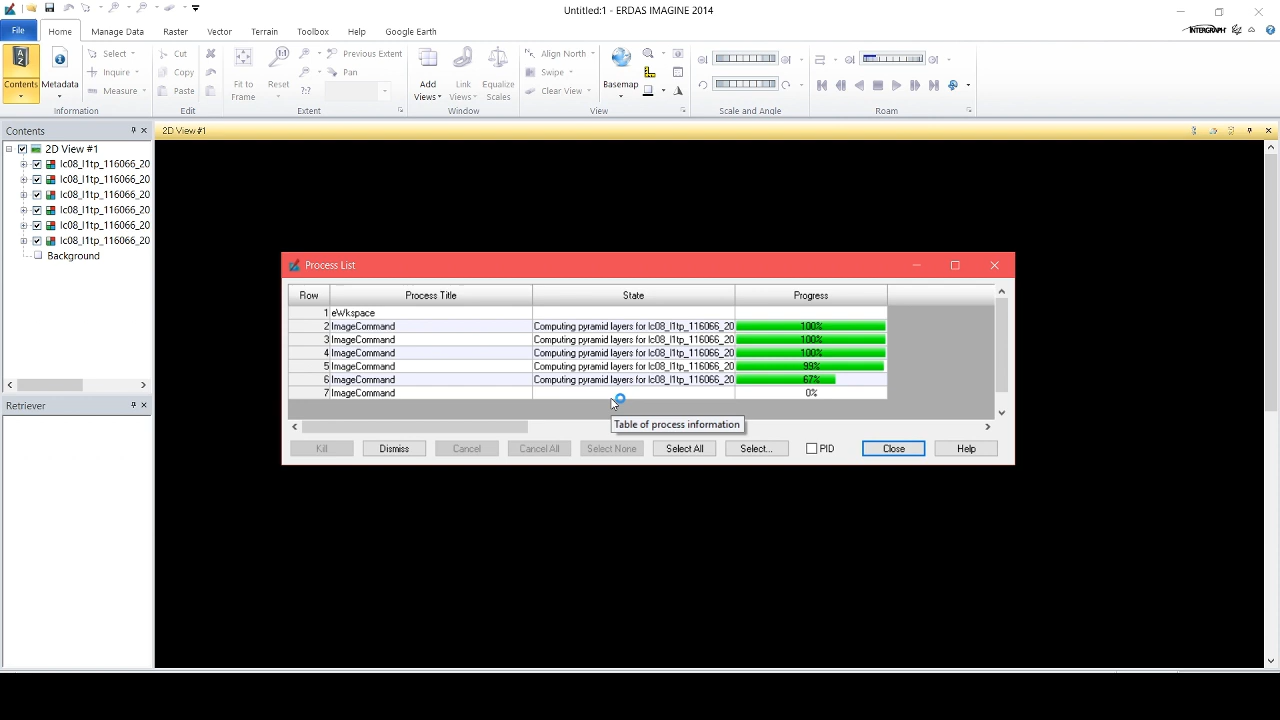 Untitled:1 - ERDAS IMAGINE 2014
File Home Manage Data Raster Vector Terrain Toolbox Help Google Earth
INTERGRAPH
Contents Metadata Select Inquire Measure
Cut Copy Paste
Fit to Frame Reset ?:? Previous Extent Pan
Add Views Link Views Equalize Scales
Align North Swipe Clear View Basemap
Information Edit Extent Window View Scale and Angle Roam
Contents
2D View #1
2D View #1
lc08_l1tp_116066_20
lc08_l1tp_116066_20
lc08_l1tp_116066_20
lc08_l1tp_116066_20
lc08_l1tp_116066_20
lc08_l1tp_116066_20
Background
Retriever
Process List
Row Process Title State Progress
1 eWkspace
2 ImageCommand Computing pyramid layers for lc08_l1tp_116066_20 100%
3 ImageCommand Computing pyramid layers for lc08_l1tp_116066_20 100%
4 ImageCommand Computing pyramid layers for lc08_l1tp_116066_20 100%
5 ImageCommand Computing pyramid layers for lc08_l1tp_116066_20 99%
6 ImageCommand Computing pyramid layers for lc08_l1tp_116066_20 67%
7 ImageCommand 0%
Table of process information
Kill Dismiss Cancel Cancel All Select None Select All Select... PID Close Help